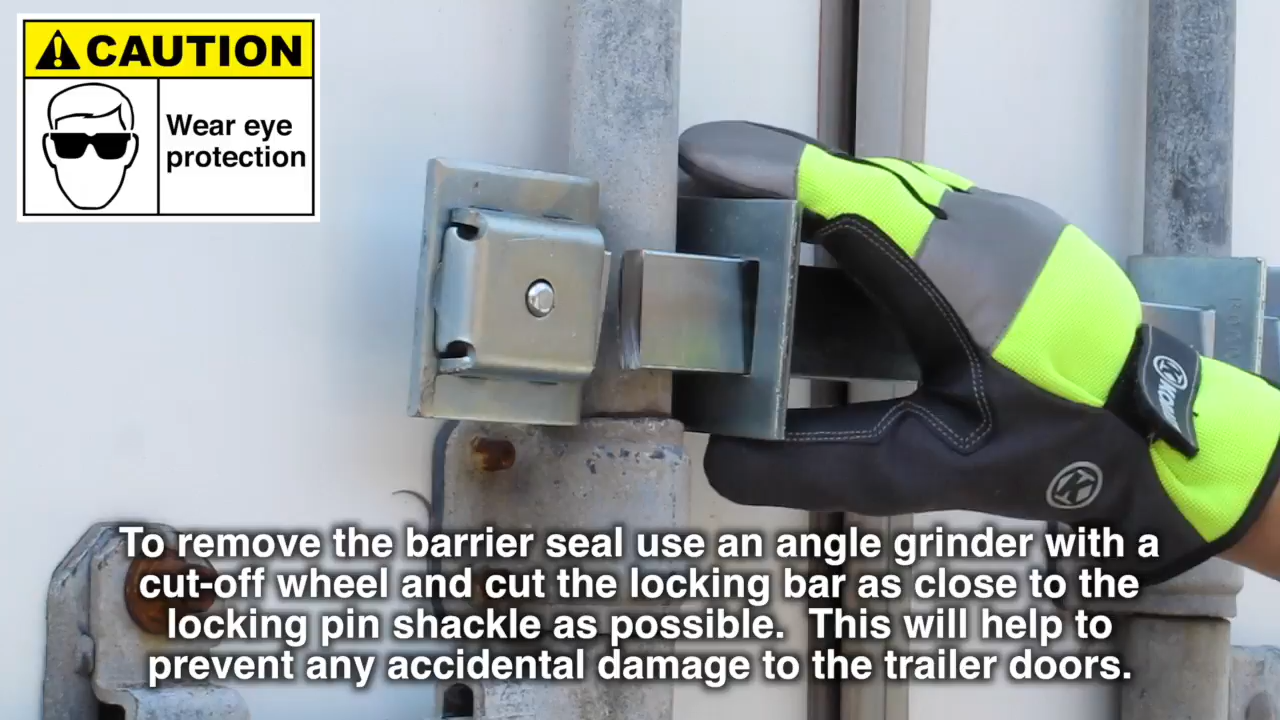 CAUTION
Wear eye
protection
To remove the barrier seal use an angle grinder with a
cut-off wheel and cut the locking bar as close to the
locking pin shackle as possible.  This will help to
prevent any accidental damage to the trailer doors.